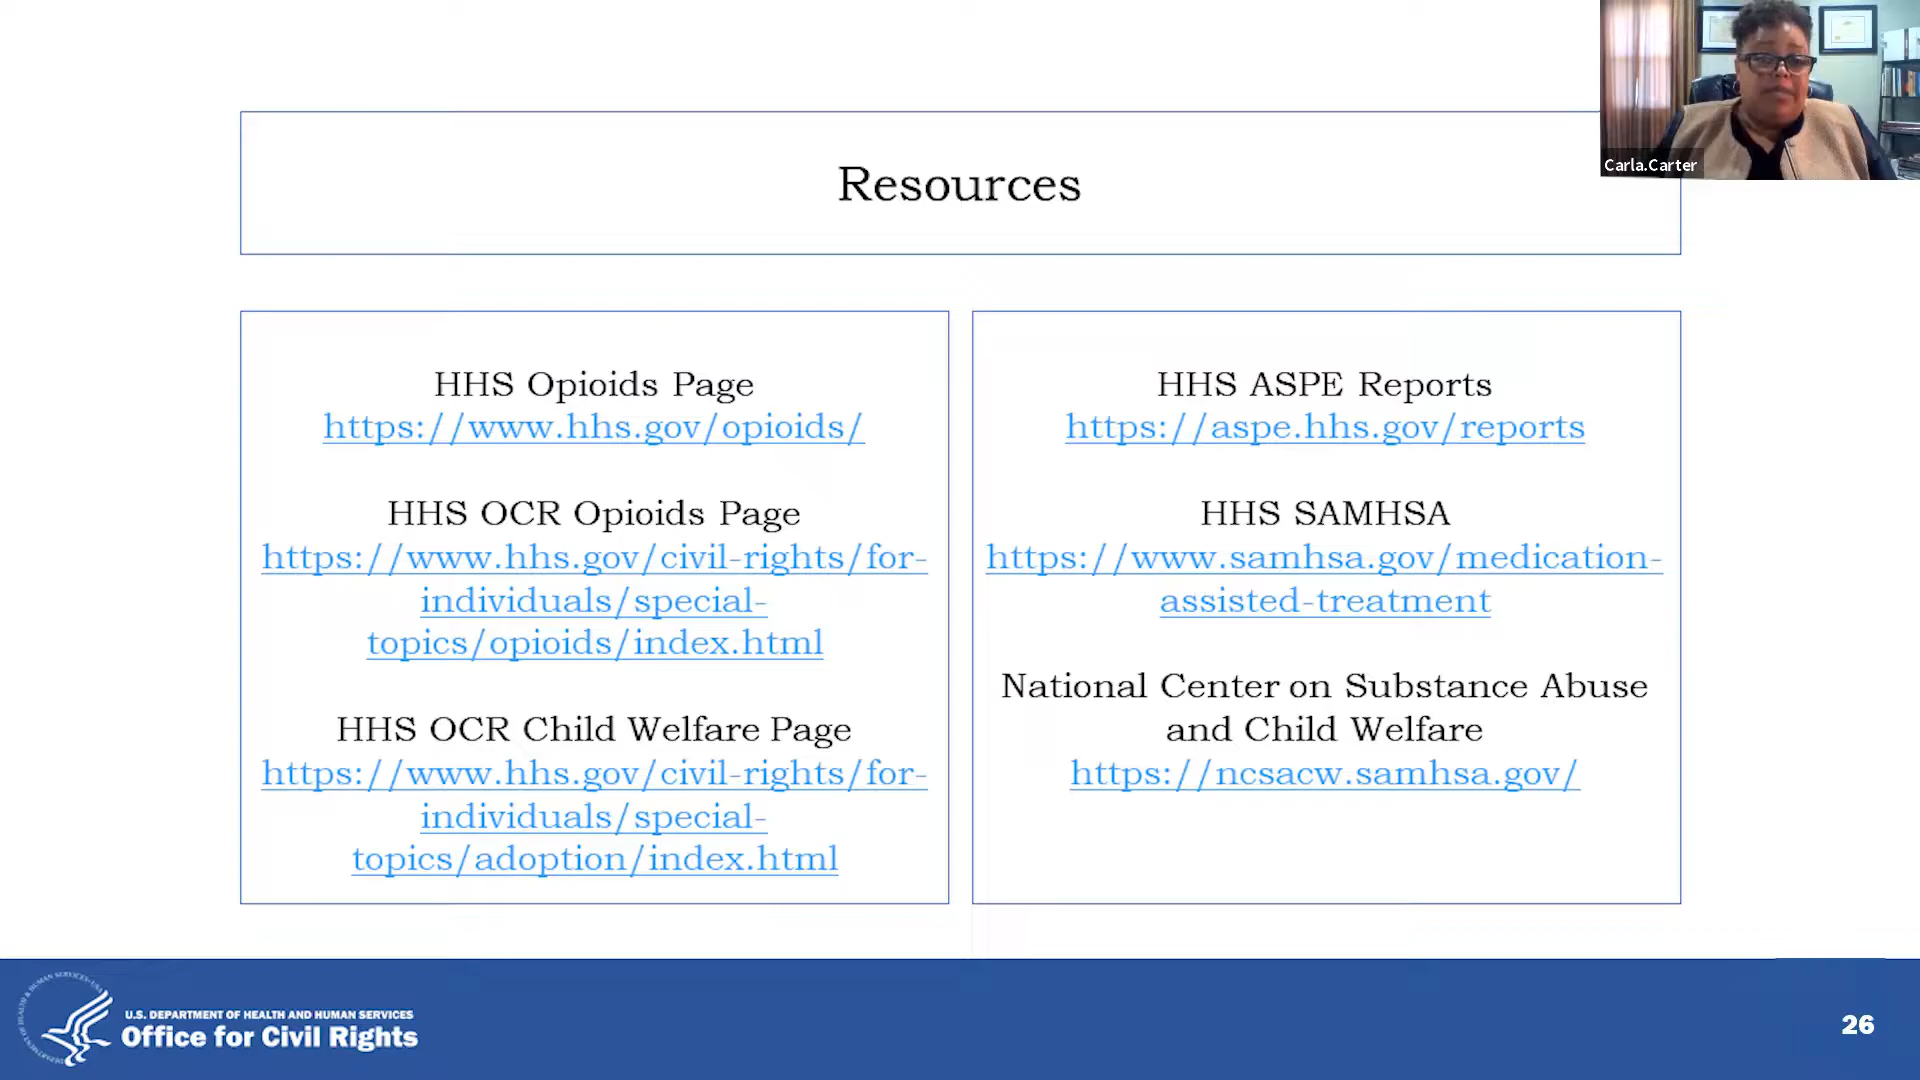 Carla.Carter
Resources
HHS Opioids Page
https://www.hhs.gov/opioids/
HHS OCR Opioids Page
https://www.hhs.gov/civil-rights/for-
individuals/special-
topics/opioids/index.html
HHS OCR Child Welfare Page
https://www.hhs.gov/civil-rights/for-
individuals/special-
topics/adoption/index.html
HHS ASPE Reports
https://aspe.hhs.gov/reports
HHS SAMHSA
https://www.samhsa.gov/medication-
assisted-treatment
National Center on Substance Abuse
and Child Welfare
https://ncsacw.samhsa.gov/
U.S. DEPARTMENT OF HEALTH AND HUMAN SERVICES
Office for Civil Rights
26